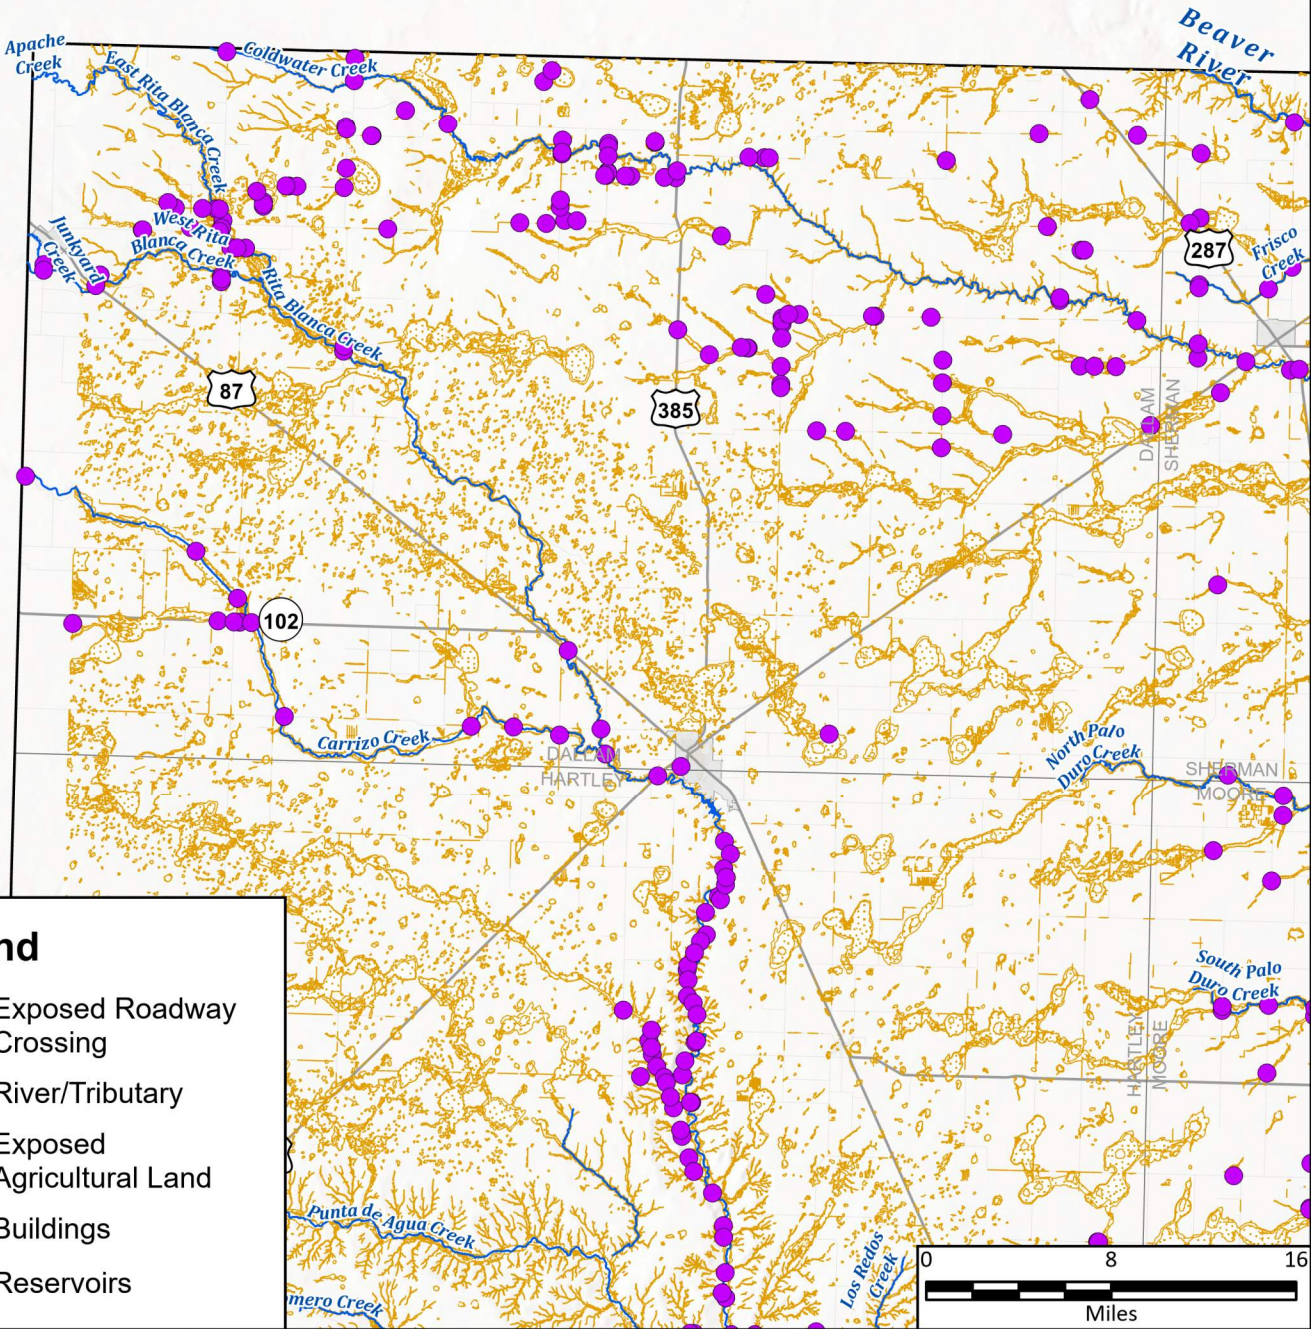 Beaver
River
Apache
Creek
Coldwater Creek
East Rita Blanca Creek
Junkyard
Creek
West Rita
Blanca Creek
Rita Blanca Creek
287
Frisco
Creek
87
385
DALLAM
SHERMAN
102
Carrizo Creek
DALLAM
HARTLEY
North Palo
Duro Creek
SHERMAN
MOORE
nd
Exposed Roadway
Crossing
River/Tributary
Exposed
Agricultural Land
Buildings
Reservoirs
South Palo
Duro Creek
HARTLEY
MOORE
Punta de Agua Creek
mero Creek
Los Redos
Creek
0 8 16
Miles